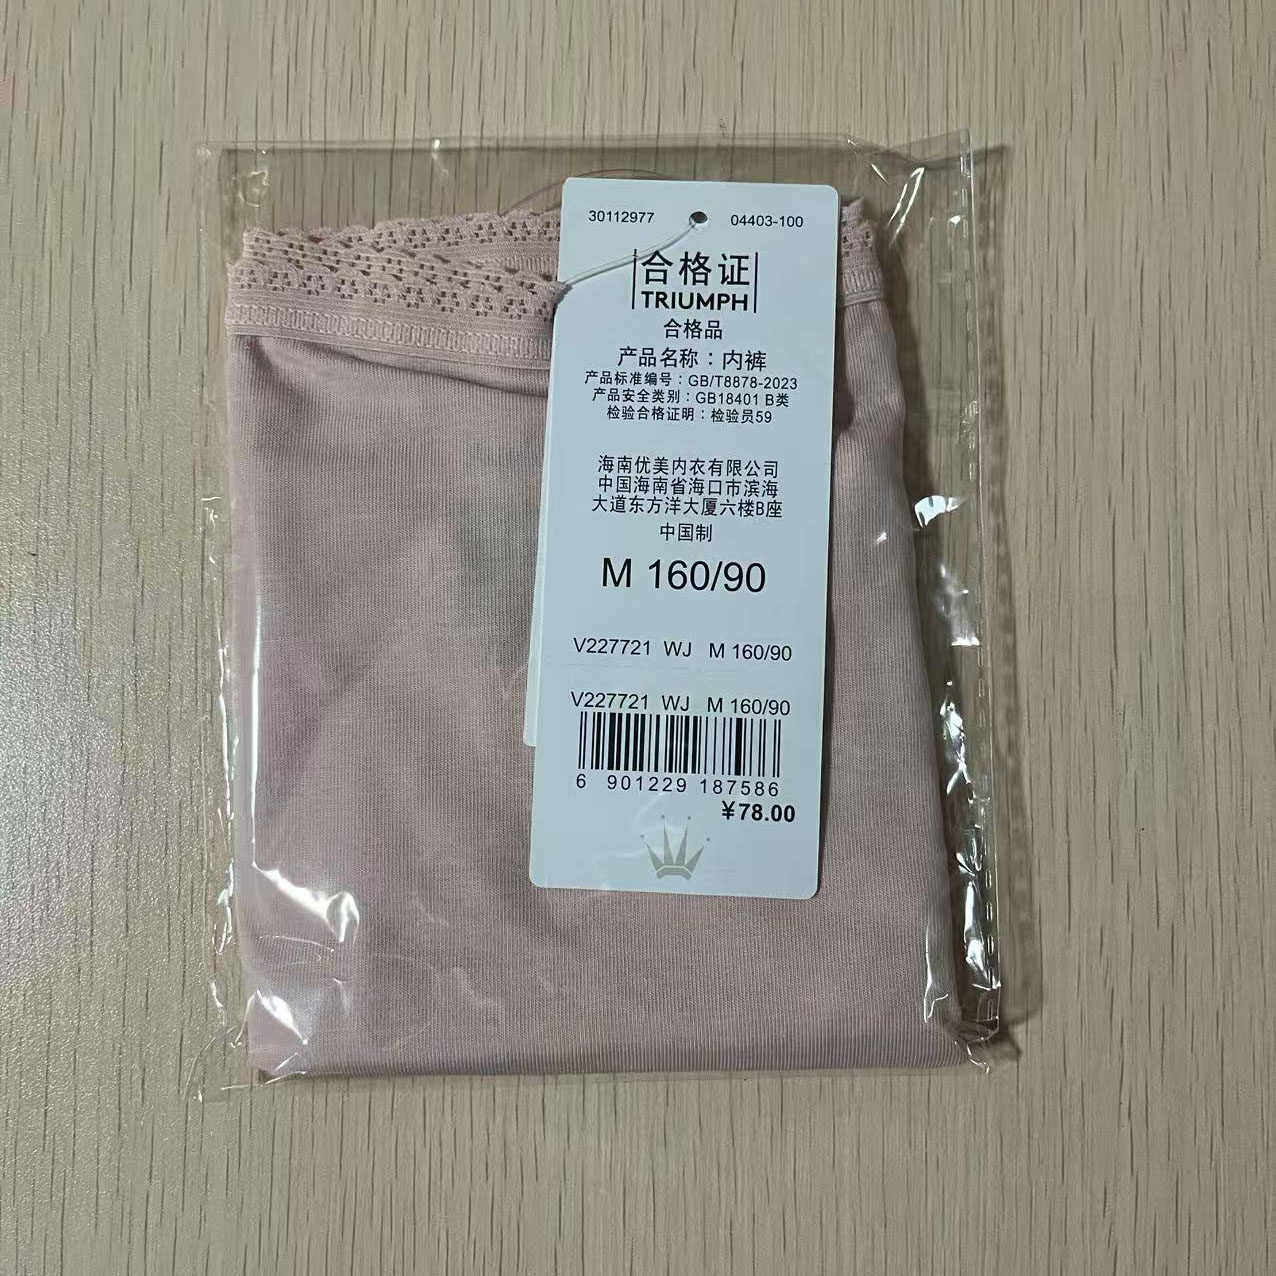 30112977 04403-100
合格证
TRIUMPH
合格品
产品名称：内裤
产品标准编号：GB/T8878-2023
产品安全类别：GB18401 B类
检验合格证明：检验员59
海南优美内衣有限公司
中国海南省海口市滨海
大道东方洋大厦六楼B座
中国制
M 160/90
V227721 WJ M 160/90
V227721 WJ M 160/90
6 901229 187586
¥78.00